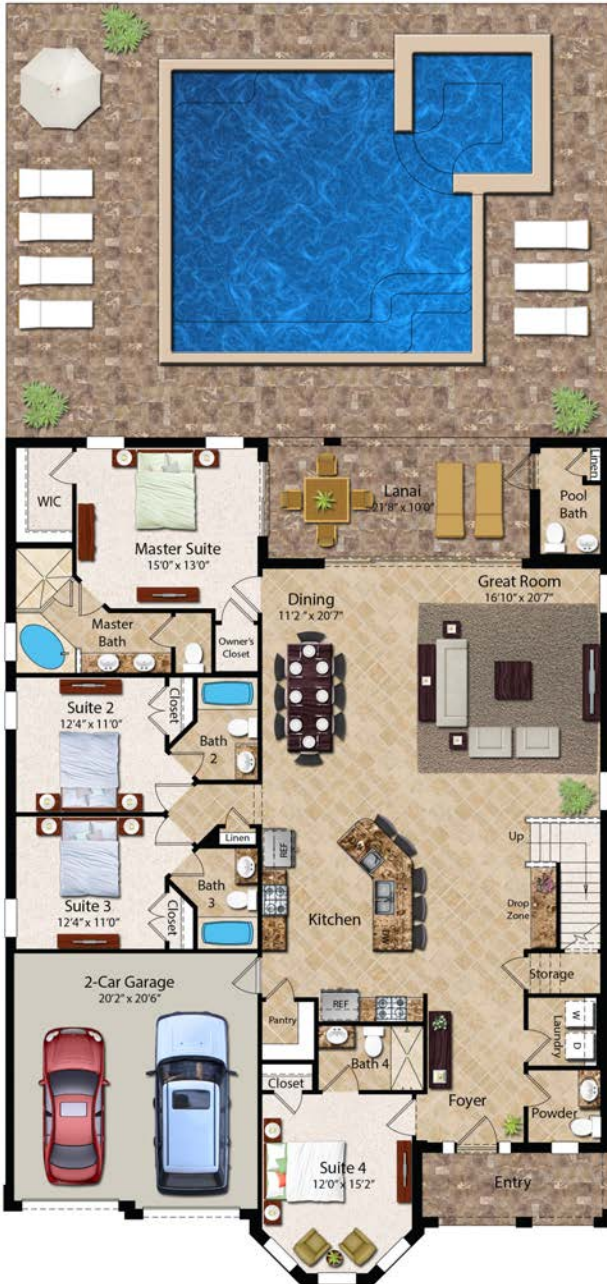 Linen
WIC
Lanai
21'8" x 10'0"
Pool
Bath
Master Suite
15'0" x 13'0"
Great Room
16'10" x 20'7"
Dining
11'2 " x 20'7"
Master
Bath
Owner's
Closet
Suite 2
12'4" x 11'0"
Closet
Bath
2
Up
Linen
REF
Suite 3
12'4" x 11'0"
Closet
Bath
3
Kitchen
DW
Drop
Zone
2-Car Garage
20'2" x 20'6"
Storage
REF
Pantry
W
D
Laundry
Bath 4
Closet
Foyer
Powder
Suite 4
12'0" x 15'2"
Entry